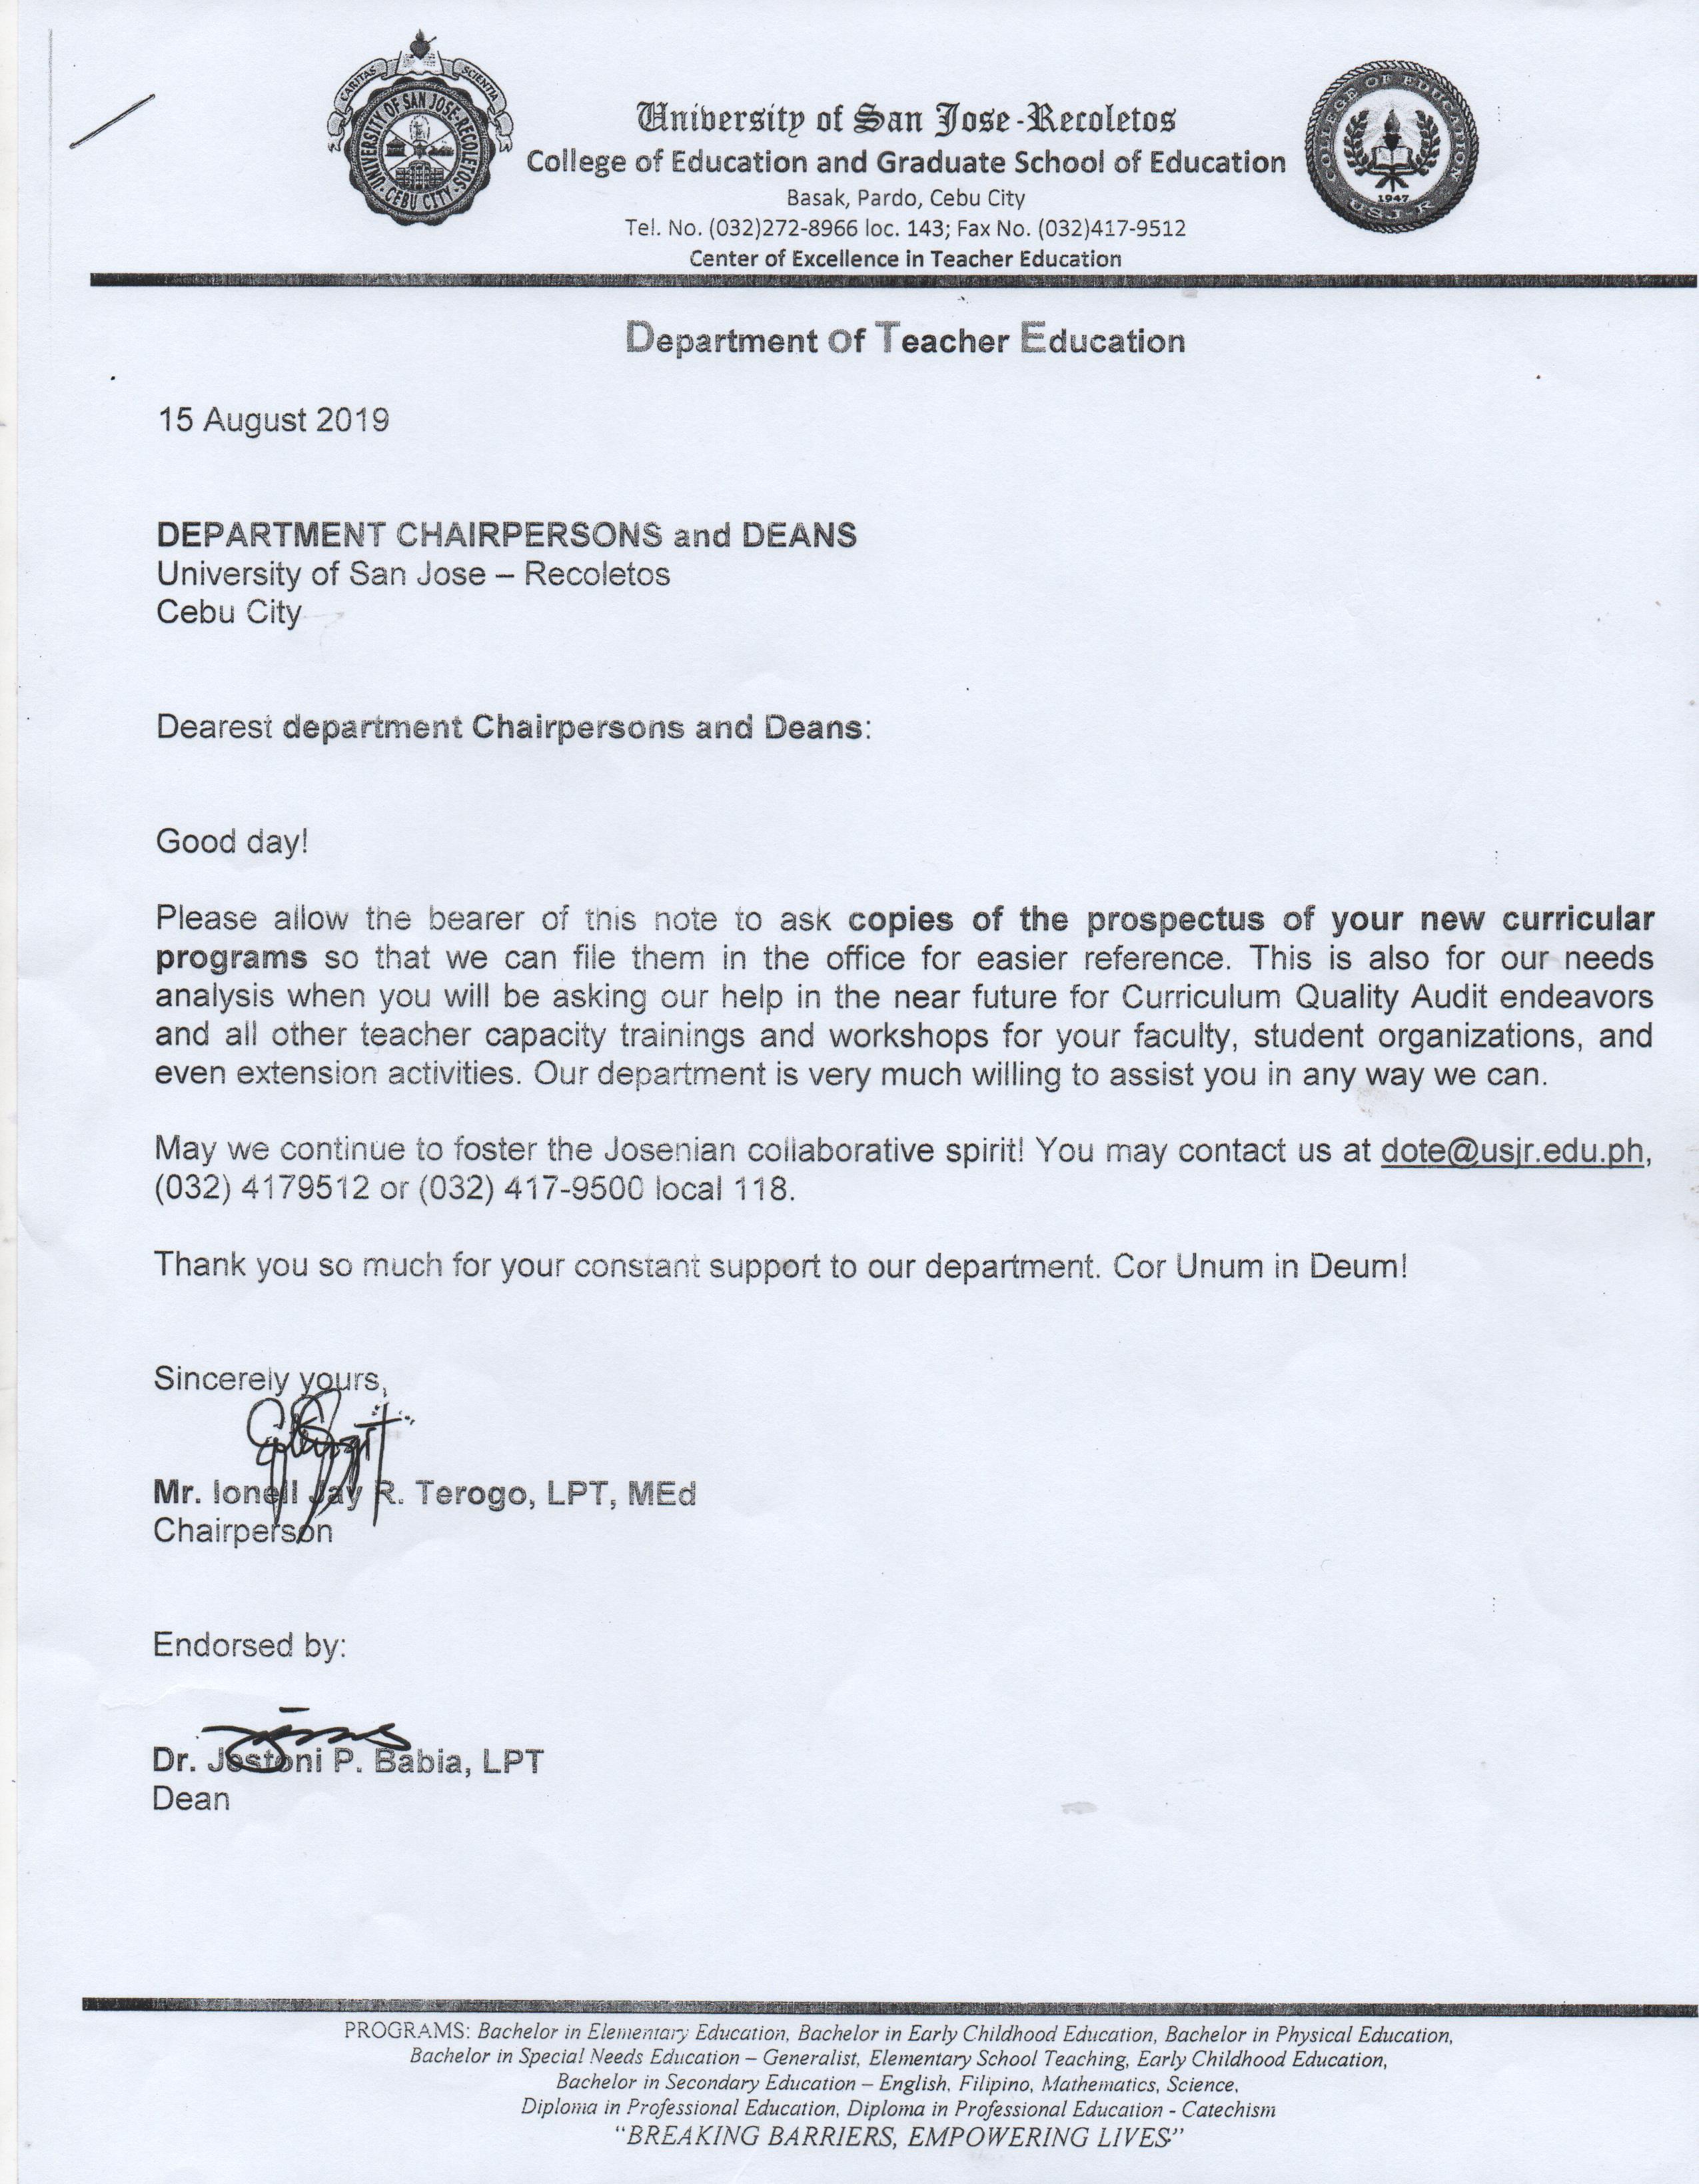 CARITAS SCIENTIA
UNIVERSITY OF SAN JOSE-RECOLETOS
CEBU CITY
COLLEGE OF EDUCATION
1947
USJ-R
University of San Jose-Recoletos
College of Education and Graduate School of Education
Basak, Pardo, Cebu City
Tel. No. (032)272-8966 loc. 143; Fax No. (032)417-9512
Center of Excellence in Teacher Education
Department of Teacher Education
15 August 2019
DEPARTMENT CHAIRPERSONS and DEANS
University of San Jose – Recoletos
Cebu City
Dearest department Chairpersons and Deans:
Good day!
Please allow the bearer of this note to ask copies of the prospectus of your new curricular
programs so that we can file them in the office for easier reference. This is also for our needs
analysis when you will be asking our help in the near future for Curriculum Quality Audit endeavors
and all other teacher capacity trainings and workshops for your faculty, student organizations, and
even extension activities. Our department is very much willing to assist you in any way we can.
May we continue to foster the Josenian collaborative spirit! You may contact us at dote@usjr.edu.ph,
(032) 4179512 or (032) 417-9500 local 118.
Thank you so much for your constant support to our department. Cor Unum in Deum!
Sincerely yours,
Mr. Ionell Jay R. Terogo, LPT, MEd
Chairperson
Endorsed by:
Dr. Jestoni P. Babia, LPT
Dean
PROGRAMS: Bachelor in Elementary Education, Bachelor in Early Childhood Education, Bachelor in Physical Education,
Bachelor in Special Needs Education – Generalist, Elementary School Teaching, Early Childhood Education,
Bachelor in Secondary Education – English, Filipino, Mathematics, Science,
Diploma in Professional Education, Diploma in Professional Education - Catechism
“BREAKING BARRIERS, EMPOWERING LIVES”